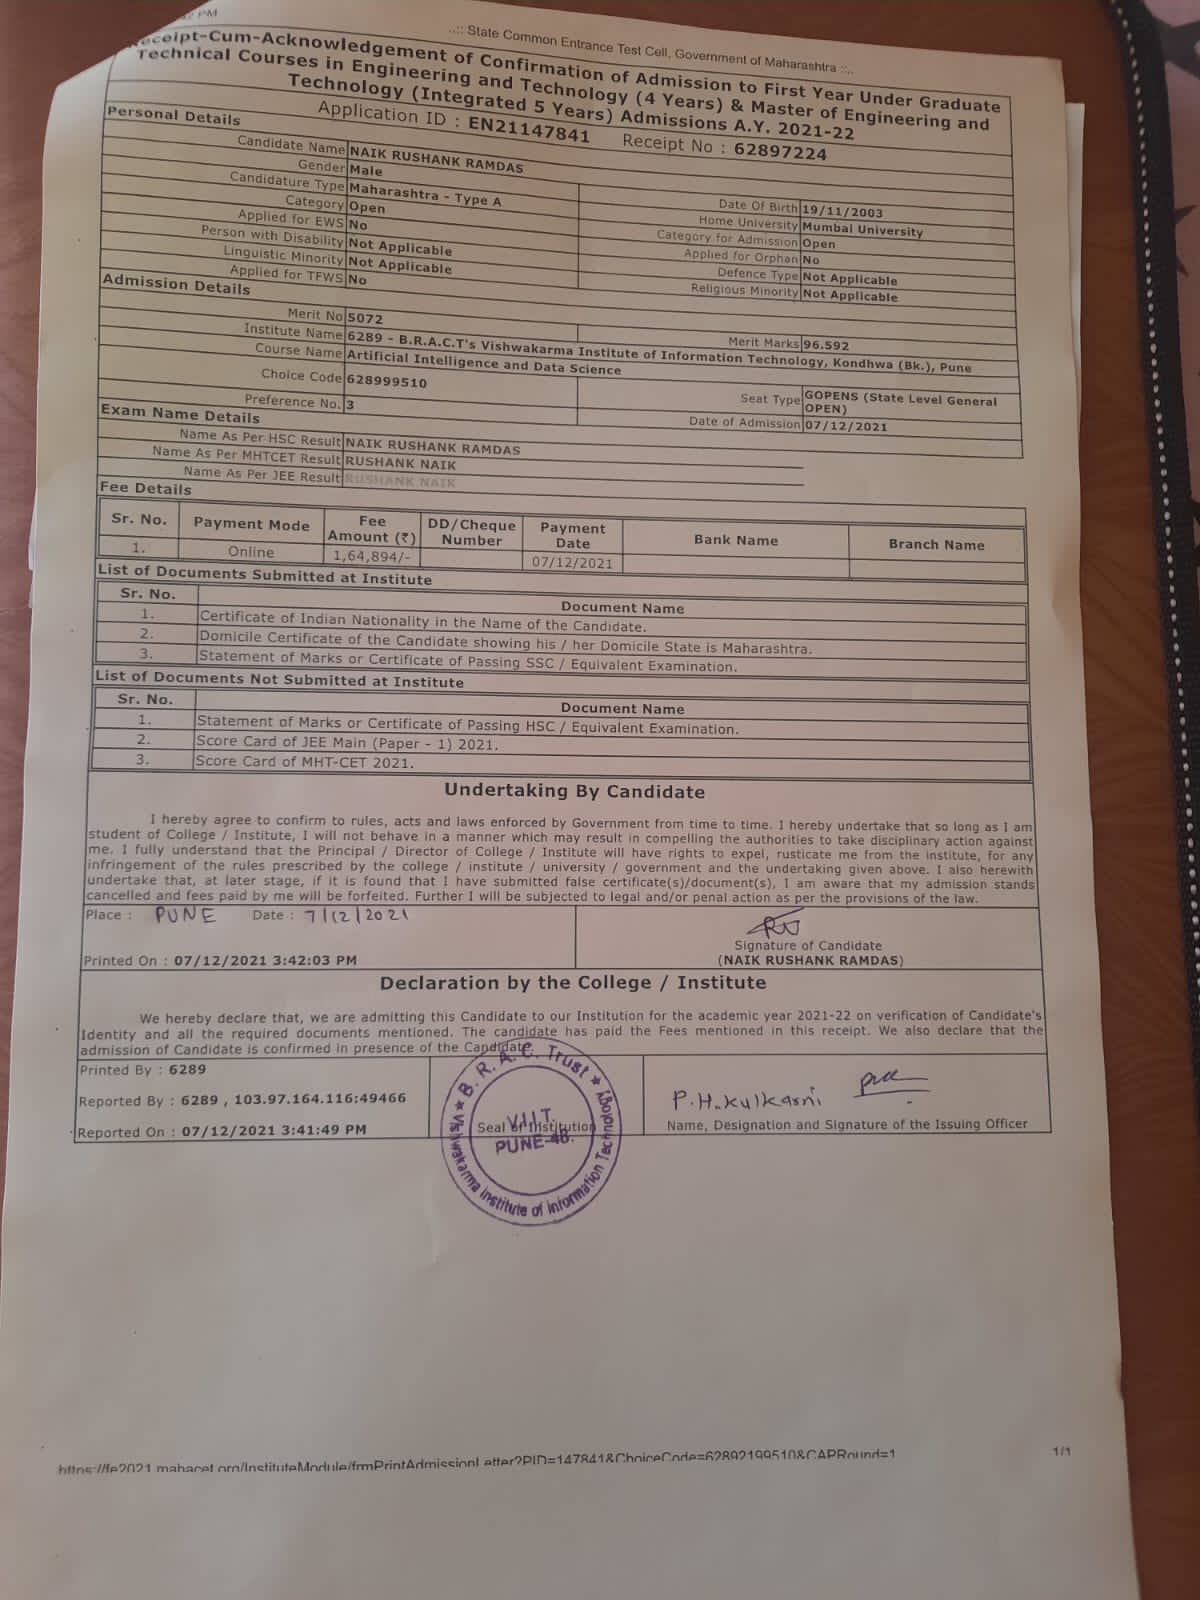 42 PM
..:: State Common Entrance Test Cell, Government of Maharashtra ::..
Receipt-Cum-Acknowledgement of Confirmation of Admission to First Year Under Graduate
Technical Courses in Engineering and Technology (4 Years) & Master of Engineering and
Technology (Integrated 5 Years) Admissions A.Y. 2021-22
Application ID : EN21147841 Receipt No : 62897224
Personal Details
Candidate Name NAIK RUSHANK RAMDAS
Gender Male Date Of Birth 19/11/2003
Candidature Type Maharashtra - Type A Home University Mumbai University
Category Open Category for Admission Open
Applied for EWS No Applied for Orphan No
Person with Disability Not Applicable Defence Type Not Applicable
Linguistic Minority Not Applicable Religious Minority Not Applicable
Applied for TFWS No
Admission Details
Merit No 5072 Merit Marks 96.592
Institute Name 6289 - B.R.A.C.T's Vishwakarma Institute of Information Technology, Kondhwa (Bk.), Pune
Course Name Artificial Intelligence and Data Science
Choice Code 628999510 Seat Type GOPENS (State Level General
OPEN)
Preference No. 3 Date of Admission 07/12/2021
Exam Name Details
Name As Per HSC Result NAIK RUSHANK RAMDAS
Name As Per MHTCET Result RUSHANK NAIK
Name As Per JEE Result RUSHANK NAIK
Fee Details
Sr. No. Payment Mode Fee Amount (₹) DD/Cheque Number Payment Date Bank Name Branch Name
1. Online 1,64,894/- 07/12/2021
List of Documents Submitted at Institute
Sr. No. Document Name
1. Certificate of Indian Nationality in the Name of the Candidate.
2. Domicile Certificate of the Candidate showing his / her Domicile State is Maharashtra.
3. Statement of Marks or Certificate of Passing SSC / Equivalent Examination.
List of Documents Not Submitted at Institute
Sr. No. Document Name
1. Statement of Marks or Certificate of Passing HSC / Equivalent Examination.
2. Score Card of JEE Main (Paper - 1) 2021.
3. Score Card of MHT-CET 2021.
Undertaking By Candidate
I hereby agree to confirm to rules, acts and laws enforced by Government from time to time. I hereby undertake that so long as I am
student of College / Institute, I will not behave in a manner which may result in compelling the authorities to take disciplinary action against
me. I fully understand that the Principal / Director of College / Institute will have rights to expel, rusticate me from the institute, for any
infringement of the rules prescribed by the college / institute / university / government and the undertaking given above. I also herewith
undertake that, at later stage, if it is found that I have submitted false certificate(s)/document(s), I am aware that my admission stands
cancelled and fees paid by me will be forfeited. Further I will be subjected to legal and/or penal action as per the provisions of the law.
Place : PUNE Date : 7/12/2021
Signature of Candidate
Printed On : 07/12/2021 3:42:03 PM (NAIK RUSHANK RAMDAS)
Declaration by the College / Institute
We hereby declare that, we are admitting this Candidate to our Institution for the academic year 2021-22 on verification of Candidate's
Identity and all the required documents mentioned. The candidate has paid the Fees mentioned in this receipt. We also declare that the
admission of Candidate is confirmed in presence of the Candidate.
Printed By : 6289
Reported By : 6289 , 103.97.164.116:49466
P.H.Kulkarni
Reported On : 07/12/2021 3:41:49 PM Seal of Institution Name, Designation and Signature of the Issuing Officer
★ B. R. A. C. Trust ★
Vishwakarma Institute of Information Technology
V.I.I.T.
PUNE-48.
https://fe2021.mahacet.org/InstituteModule/frmPrintAdmissionLetter?PID=147841&ChoiceCode=62892199510&CAPRound=1 1/1